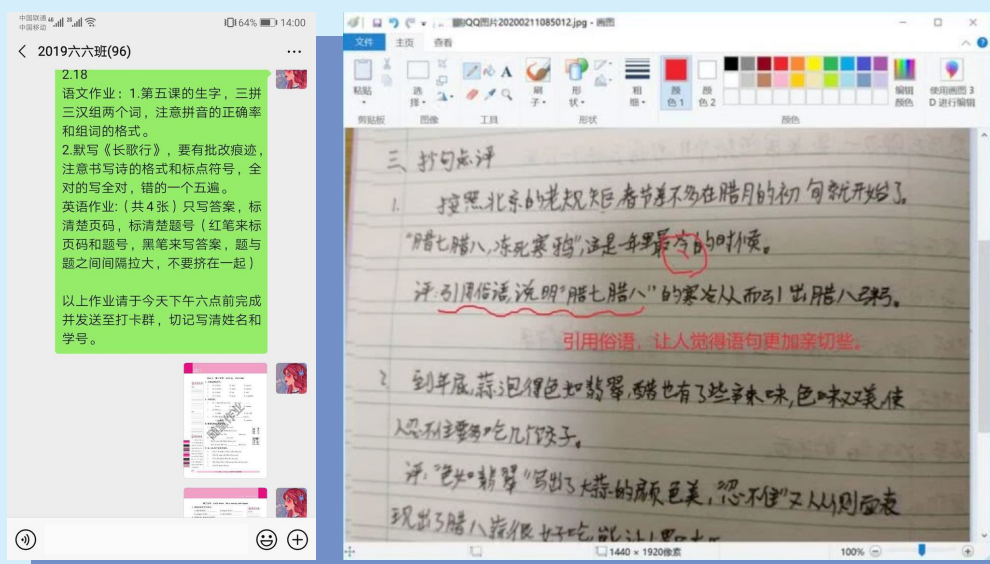 中国联通
中国移动
64%
14:00
2019六六班(96)
2.18
语文作业：1.第五课的生字，三拼
三汉组两个词，注意拼音的正确率
和组词的格式。
2.默写《长歌行》，要有批改痕迹，
注意书写诗的格式和标点符号，全
对的写全对，错的一个五遍。
英语作业:（共4张）只写答案，标
清楚页码，标清楚题号（红笔来标
页码和题号，黑笔来写答案，题与
题之间间隔拉大，不要挤在一起）
以上作业请于今天下午六点前完成
并发送至打卡群，切记写清姓名和
学号。
QQ图片20200211085012.jpg - 画图
文件
主页
查看
粘贴
选择
刷子
形状
粗细
颜色 1
颜色 2
编辑颜色
使用画图 3D 进行编辑
剪贴板
图像
工具
形状
颜色
三、抄句点评
1. 按照北京的老规矩,春节差不多在腊月的初旬就开始了。
“腊七腊八,冻死寒鸦”,这是一年里最冷的时候。
评:引用俗语,说明“腊七腊八”的寒冷从而引出腊八粥。
引用俗语，让人觉得语句更加亲切些。
2. 到年底,蒜泡得色如翡翠,醋也有了些辣味,色味双美,使
人忍不住要多吃几个饺子。
评:“色如翡翠”写出了大蒜的颜色美,“忍不住”又从侧面表
现出了腊八蒜很好吃,
1440 × 1920像素
100%